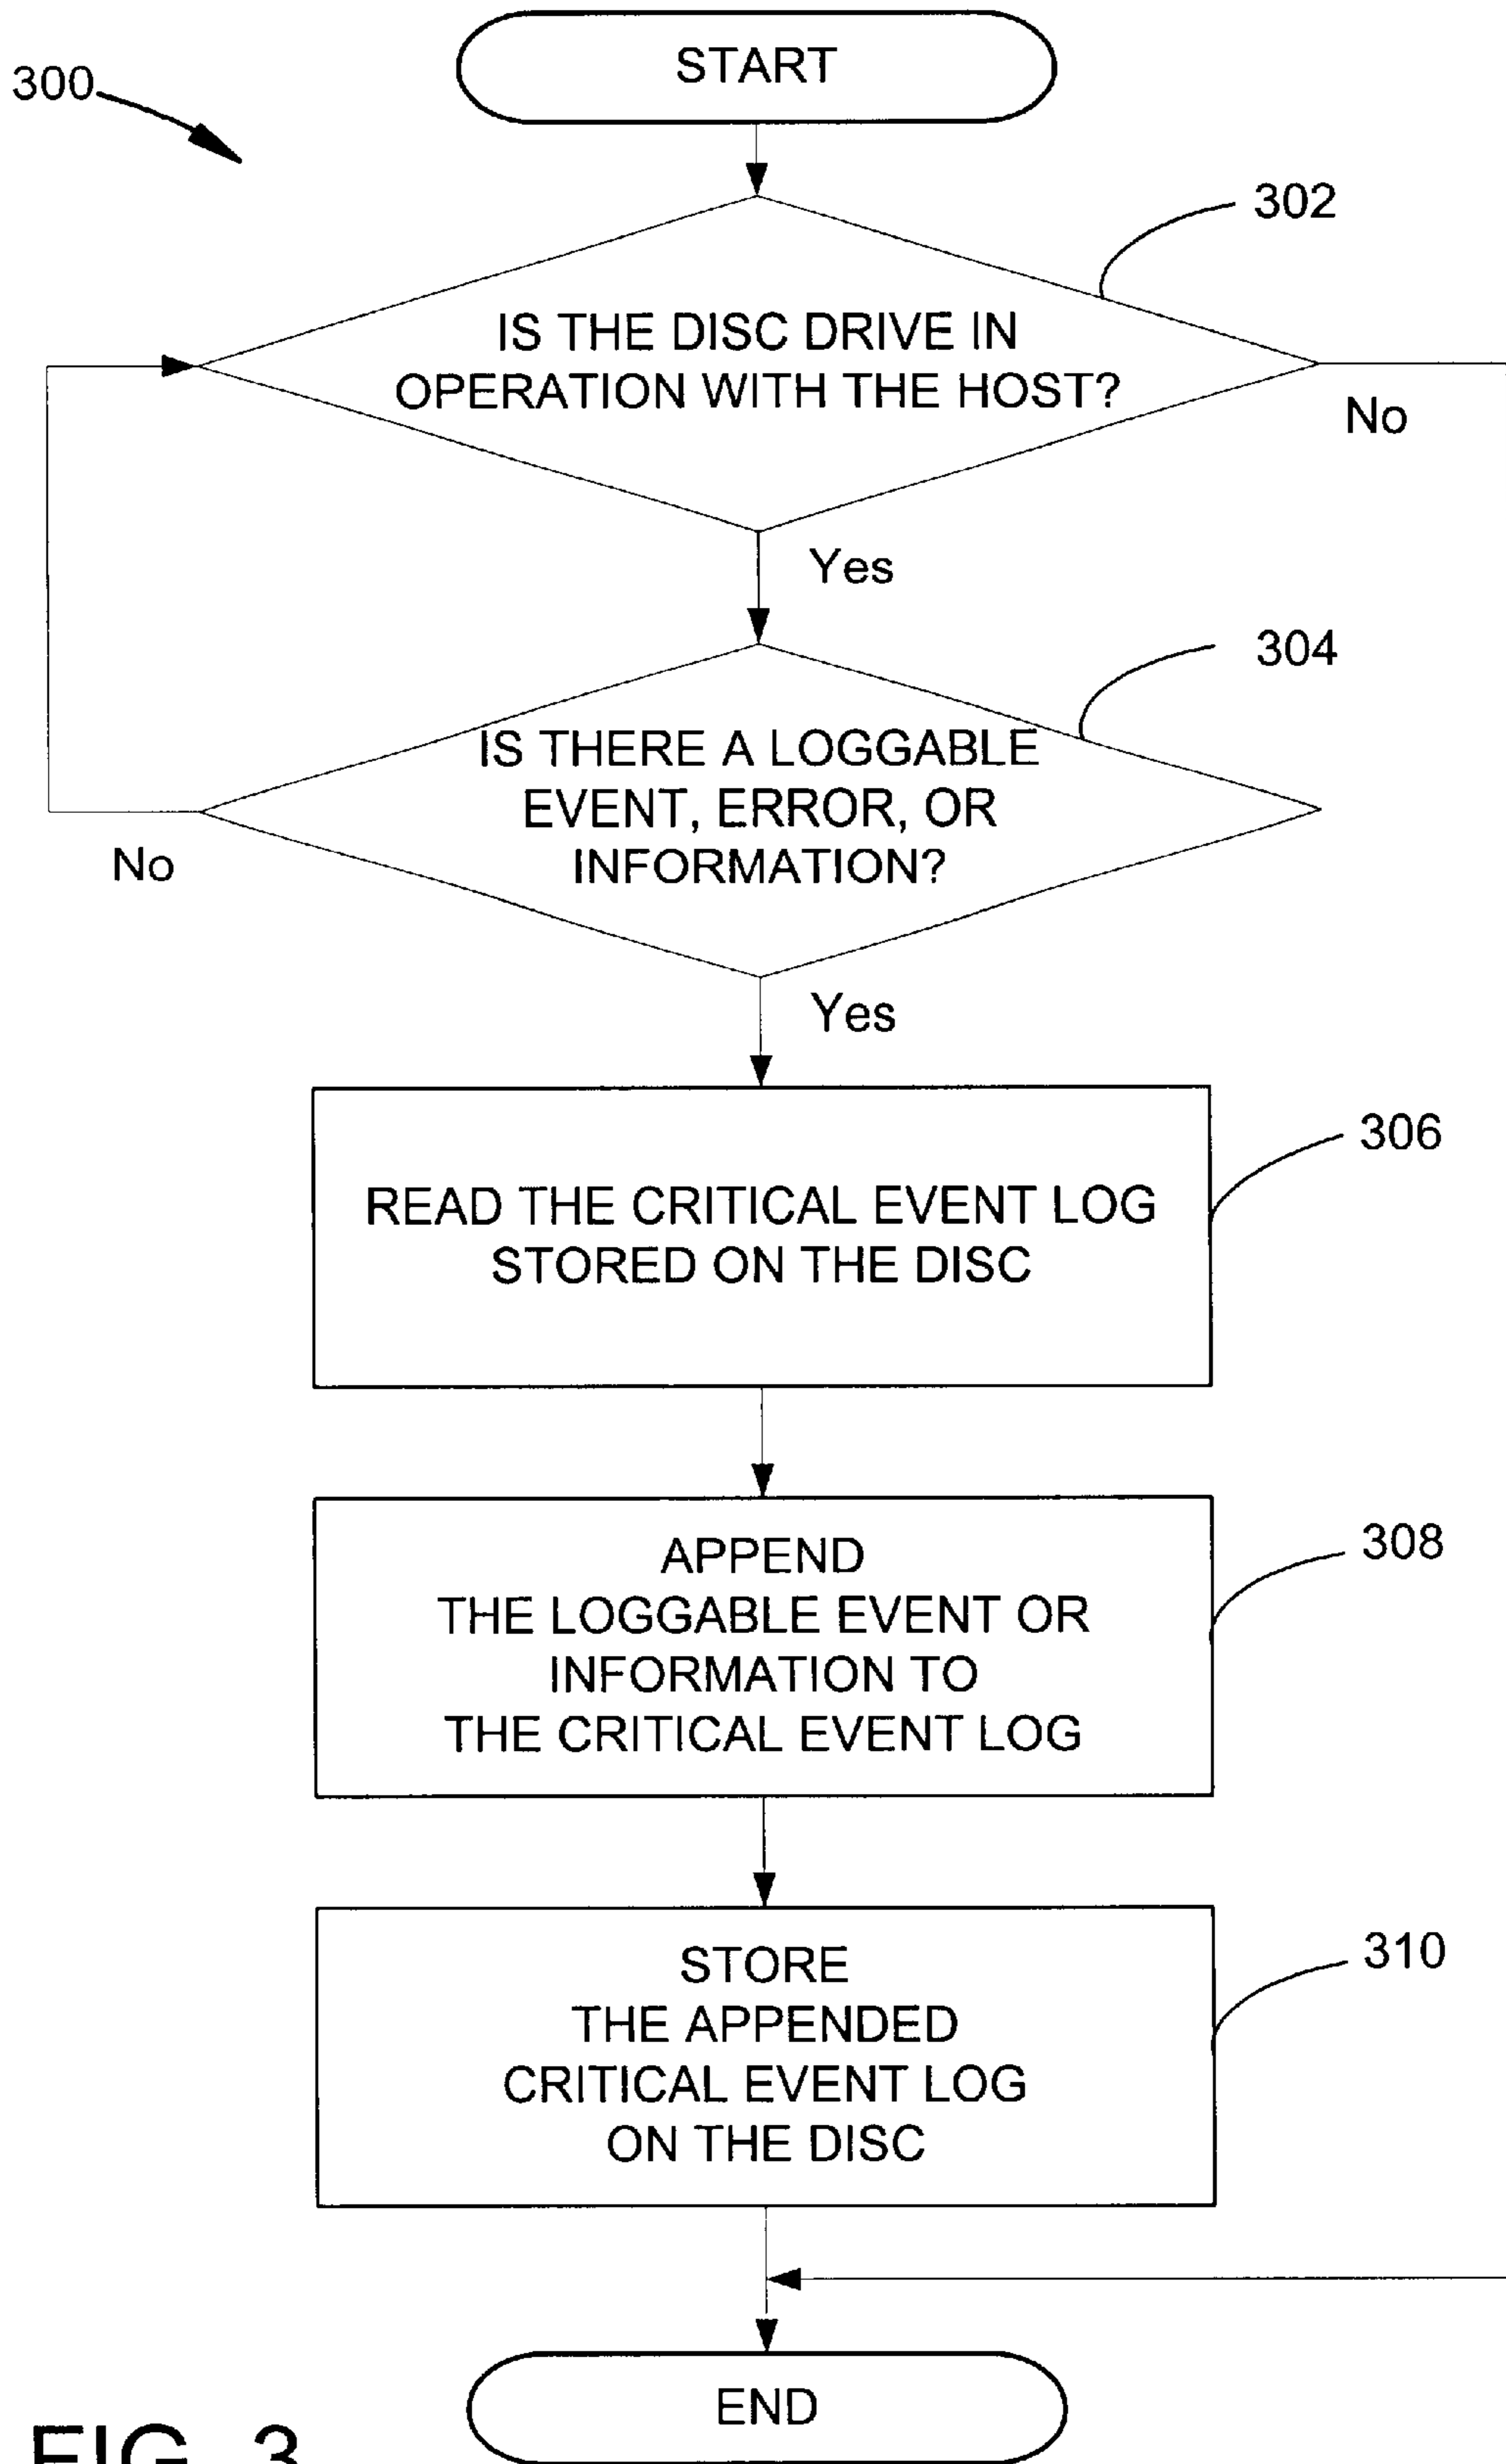 START
300
302
IS THE DISC DRIVE IN
OPERATION WITH THE HOST?
No
Yes
304
IS THERE A LOGGABLE
EVENT, ERROR, OR
INFORMATION?
No
Yes
306
READ THE CRITICAL EVENT LOG
STORED ON THE DISC
308
APPEND
THE LOGGABLE EVENT OR
INFORMATION TO
THE CRITICAL EVENT LOG
310
STORE
THE APPENDED
CRITICAL EVENT LOG
ON THE DISC
END
FIG. 3